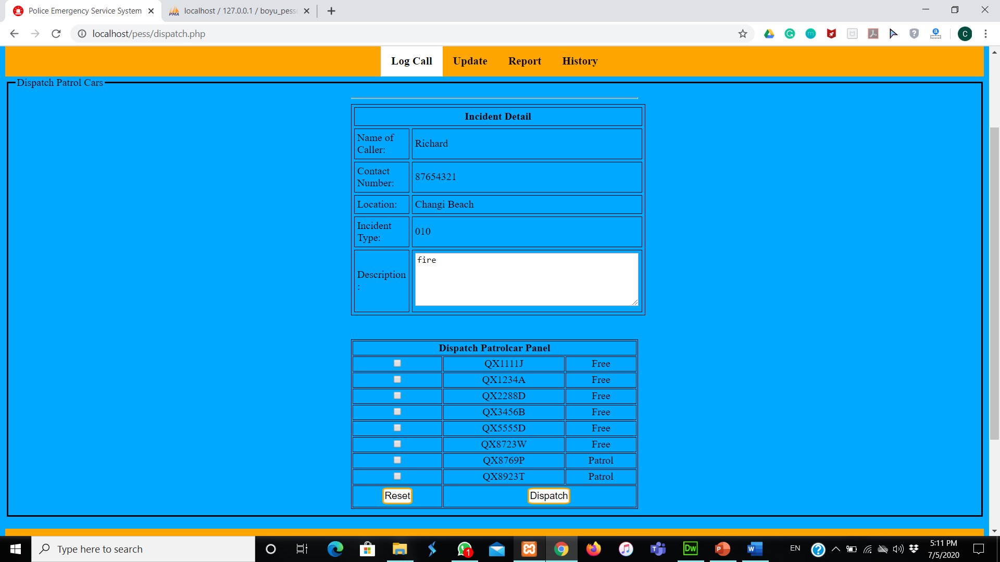 Police Emergency Service System
localhost / 127.0.0.1 / boyu_pess
localhost/pess/dispatch.php
C
Log Call Update Report History
Dispatch Patrol Cars
Incident Detail
Name of
Caller:
Richard
Contact
Number:
87654321
Location:
Changi Beach
Incident
Type:
010
Description
:
fire
Dispatch Patrolcar Panel
QX1111J Free
QX1234A Free
QX2288D Free
QX3456B Free
QX5555D Free
QX8723W Free
QX8769P Patrol
QX8923T Patrol
Reset Dispatch
Type here to search
1
Dw
EN
5:11 PM
7/5/2020